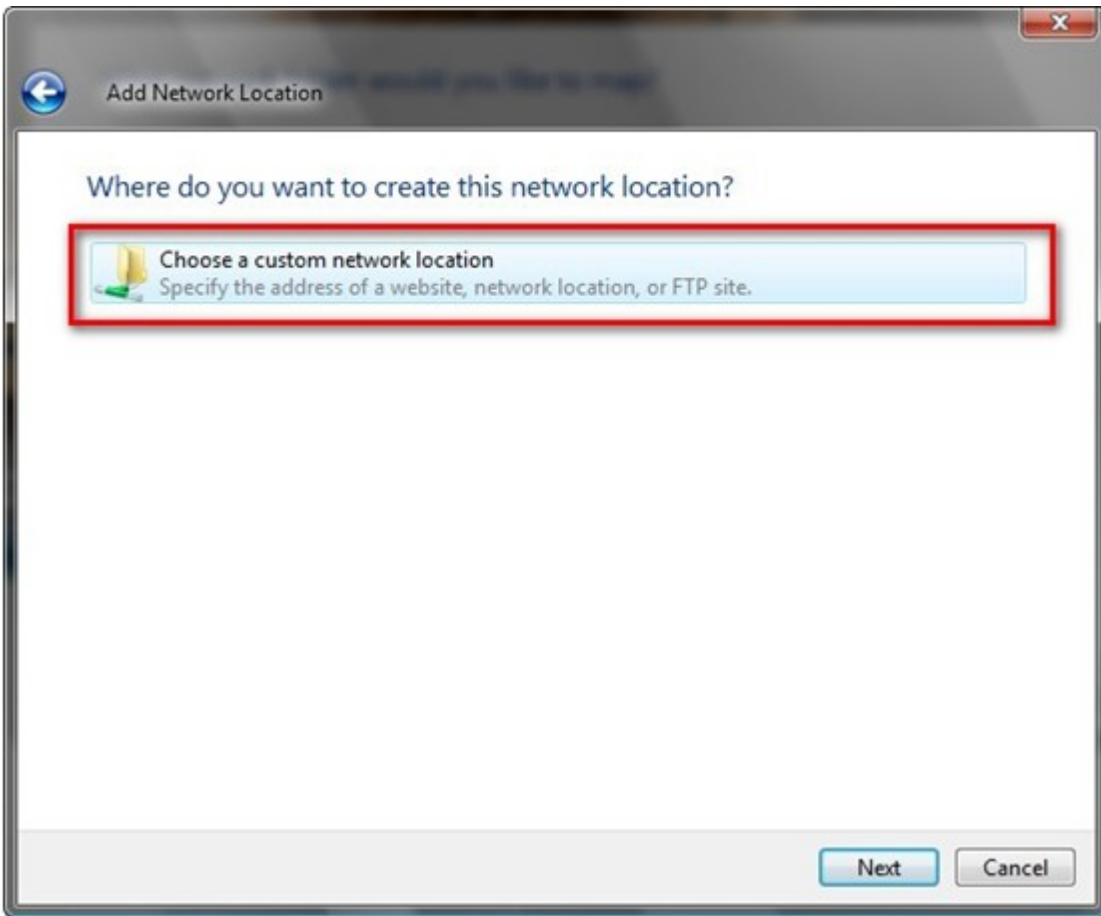 Add Network Location
Where do you want to create this network location?
Choose a custom network location
Specify the address of a website, network location, or FTP site.
Next
Cancel